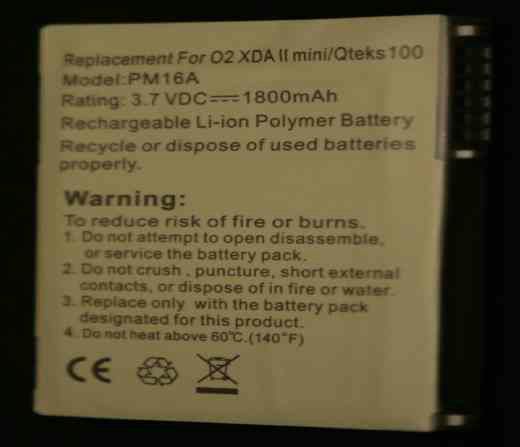 Replacement For O2 XDA II mini/Qteks100
Model:PM16A
Rating: 3.7 VDC⎓1800mAh
Rechargeable Li-ion Polymer Battery
Recycle or dispose of used batteries
properly.
Warning:
To reduce risk of fire or burns.
1. Do not attempt to open disassemble,
or service the battery pack.
2. Do not crush , puncture, short external
contacts, or dispose of in fire or water.
3. Replace only with the battery pack
designated for this product.
4. Do not heat above 60℃.(140°F)
CE